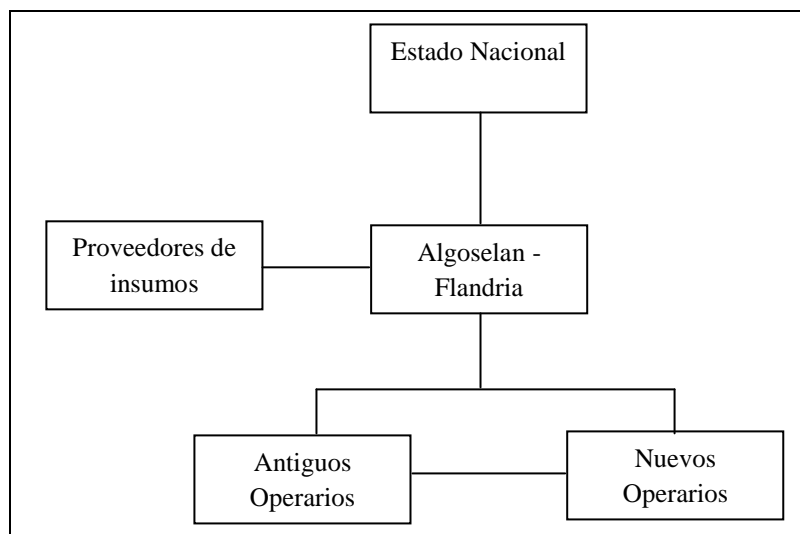 Estado Nacional
Proveedores de
insumos
Algoselan -
Flandria
Antiguos
Operarios
Nuevos
Operarios